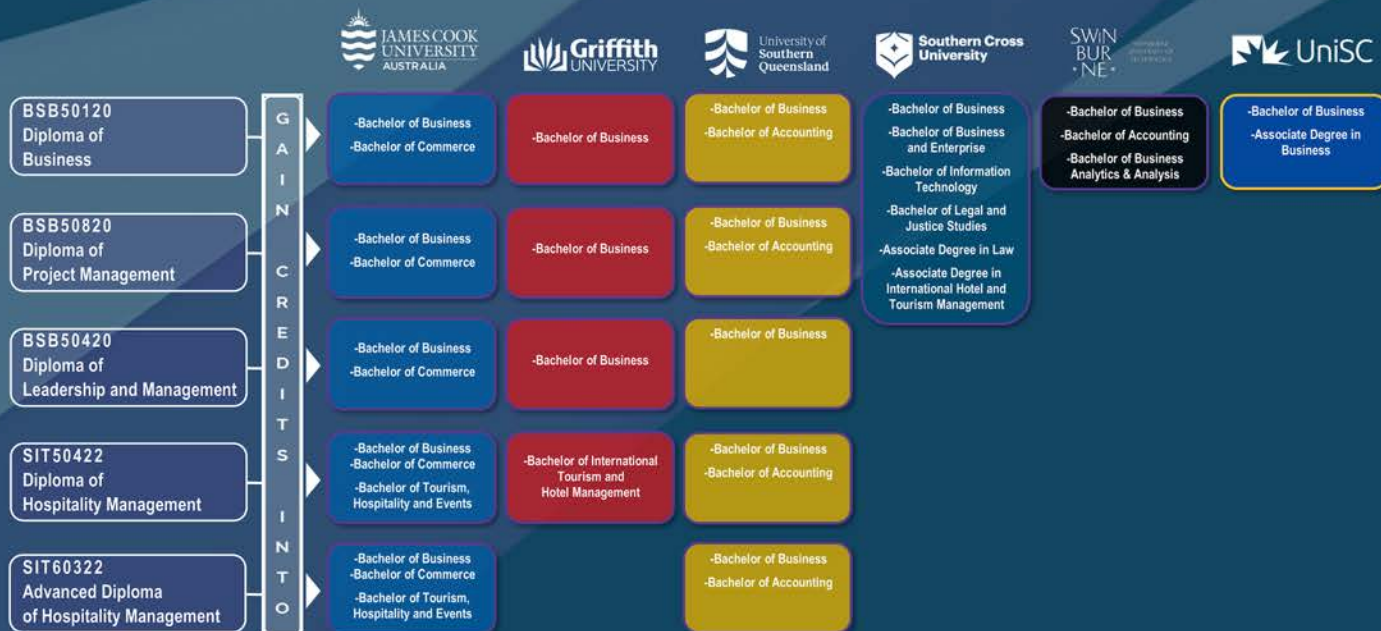 JAMES COOK
UNIVERSITY
AUSTRALIA
Griffith
UNIVERSITY
University of
Southern
Queensland
Southern Cross
University
SWIN
BUR
•NE•
UniSC
GAIN CREDITS INTO
BSB50120
Diploma of
Business
-Bachelor of Business
-Bachelor of Commerce
-Bachelor of Business
-Bachelor of Business
-Bachelor of Accounting
-Bachelor of Business
-Bachelor of Business
and Enterprise
-Bachelor of Information
Technology
-Bachelor of Legal and
Justice Studies
-Associate Degree in Law
-Associate Degree in
International Hotel and
Tourism Management
-Bachelor of Business
-Bachelor of Accounting
-Bachelor of Business
Analytics & Analysis
-Bachelor of Business
-Associate Degree in
Business
BSB50820
Diploma of
Project Management
-Bachelor of Business
-Bachelor of Commerce
-Bachelor of Business
-Bachelor of Business
-Bachelor of Accounting
BSB50420
Diploma of
Leadership and Management
-Bachelor of Business
-Bachelor of Commerce
-Bachelor of Business
-Bachelor of Business
SIT50422
Diploma of
Hospitality Management
-Bachelor of Business
-Bachelor of Commerce
-Bachelor of Tourism,
Hospitality and Events
-Bachelor of International
Tourism and
Hotel Management
-Bachelor of Business
-Bachelor of Accounting
SIT60322
Advanced Diploma
of Hospitality Management
-Bachelor of Business
-Bachelor of Commerce
-Bachelor of Tourism,
Hospitality and Events
-Bachelor of Business
-Bachelor of Accounting